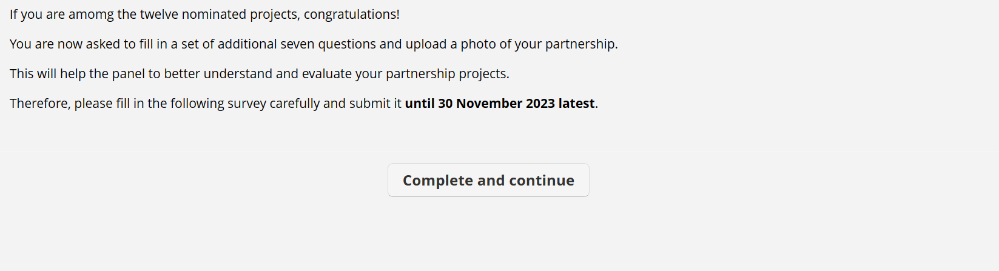 If you are amomg the twelve nominated projects, congratulations!
You are now asked to fill in a set of additional seven questions and upload a photo of your partnership.
This will help the panel to better understand and evaluate your partnership projects.
Therefore, please fill in the following survey carefully and submit it until 30 November 2023 latest.
Complete and continue